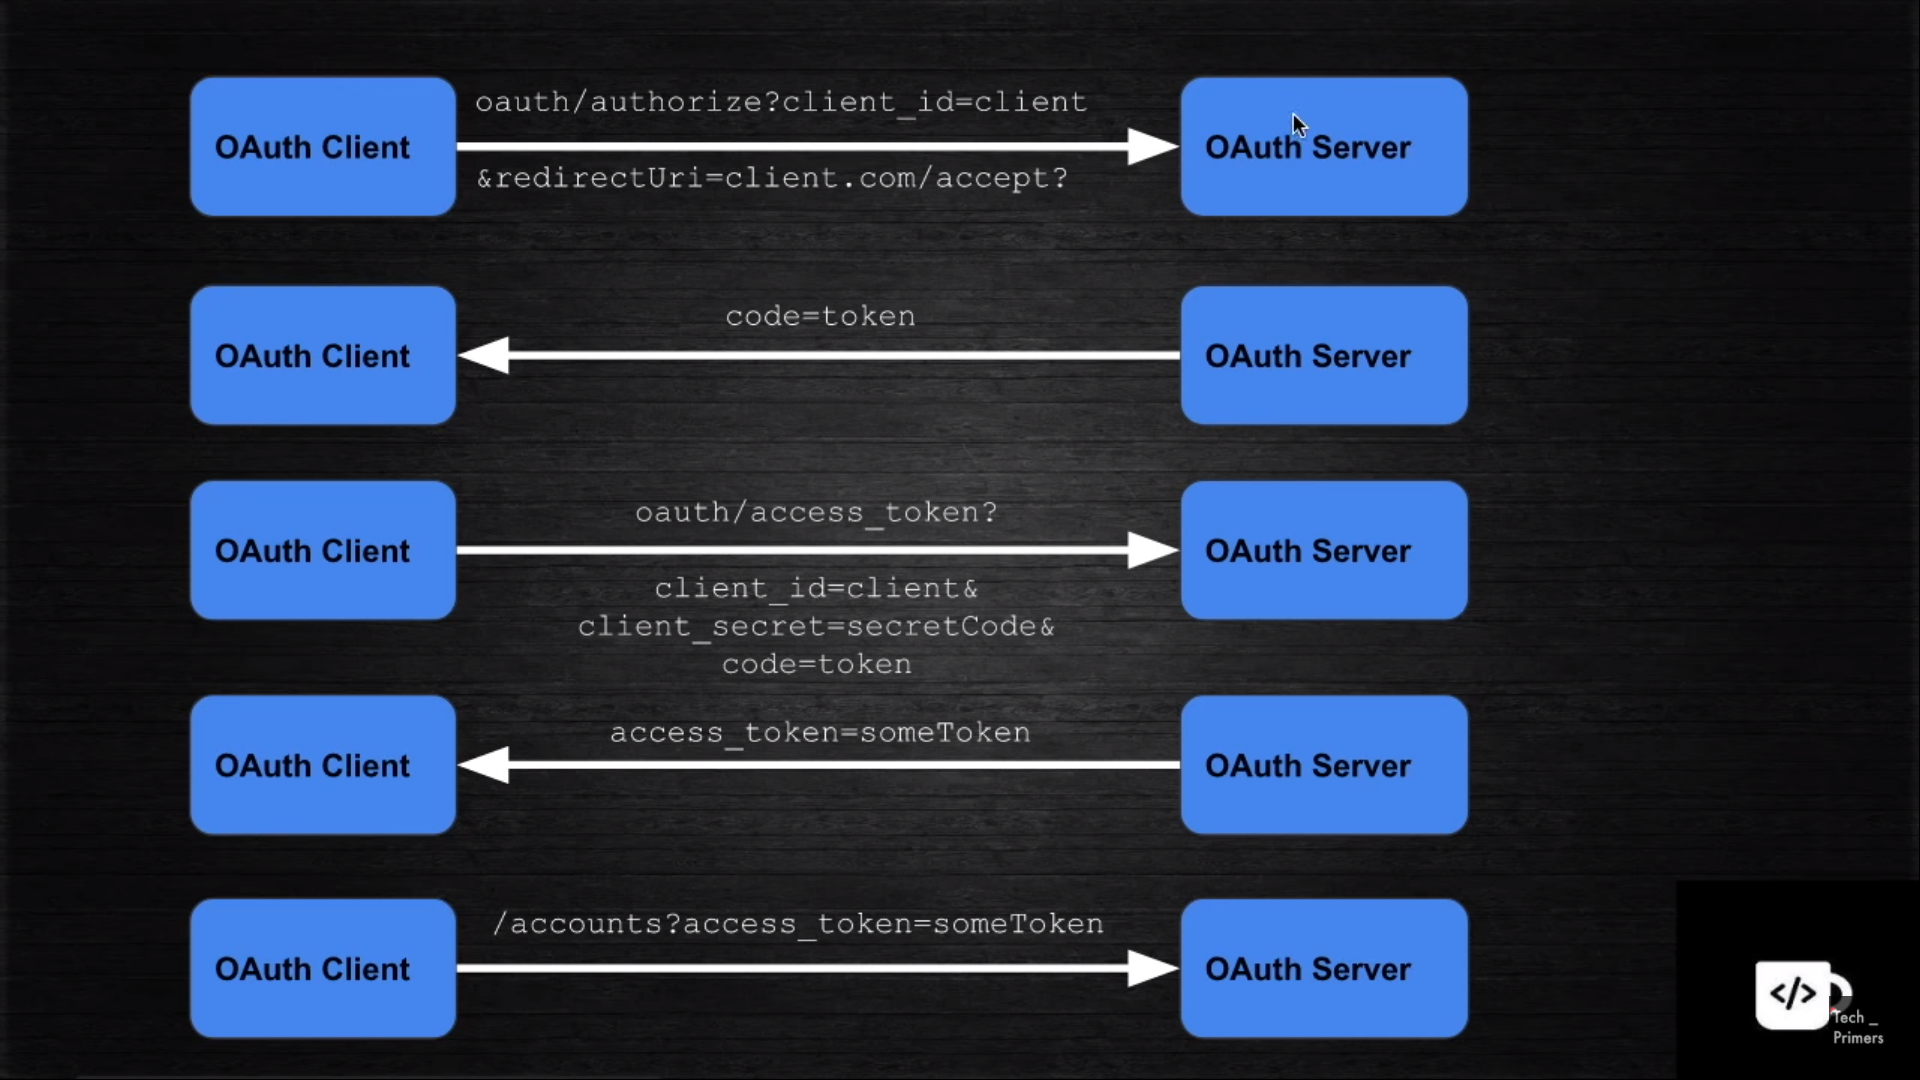 oauth/authorize?client_id=client
OAuth Client
OAuth Server
&redirectUri=client.com/accept?
code=token
OAuth Client
OAuth Server
oauth/access_token?
OAuth Client
OAuth Server
client_id=client&
client_secret=secretCode&
code=token
access_token=someToken
OAuth Client
OAuth Server
/accounts?access_token=someToken
OAuth Client
OAuth Server
</>
Tech _
Primers